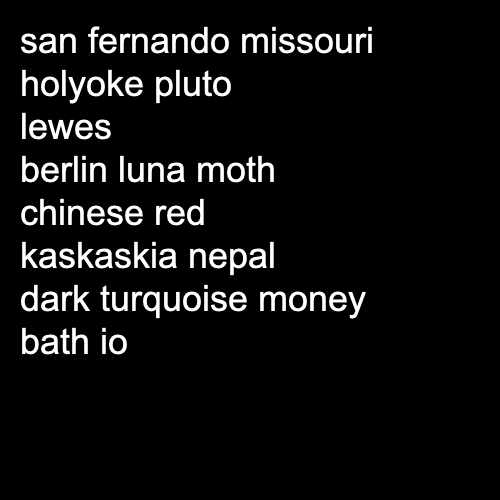 san fernando missouri
holyoke pluto
lewes
berlin luna moth
chinese red
kaskaskia nepal
dark turquoise money
bath io